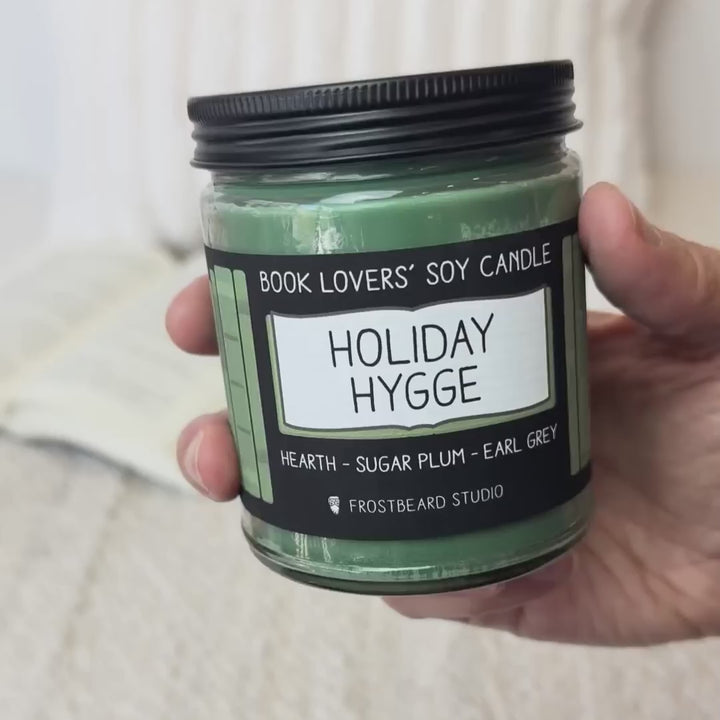 BOOK LOVERS' SOY CANDLE
HOLIDAY
HYGGE
HEARTH - SUGAR PLUM - EARL GREY
FROSTBEARD STUDIO